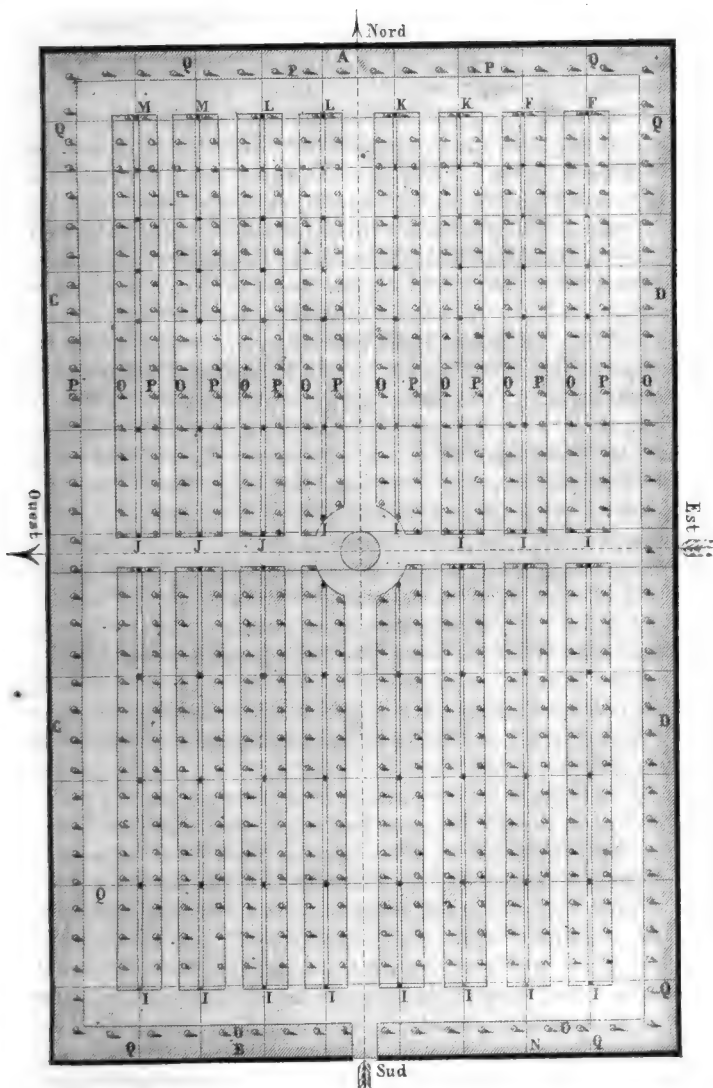 Nord
Q P A P Q
M M L L K K F F
Q Q
C D
P O P O P O P O P O P O P O P O P Q
Ouest Est
J J J I I I
C D
Q
I I I I I I I I Q
O O
Q B N Q
Sud